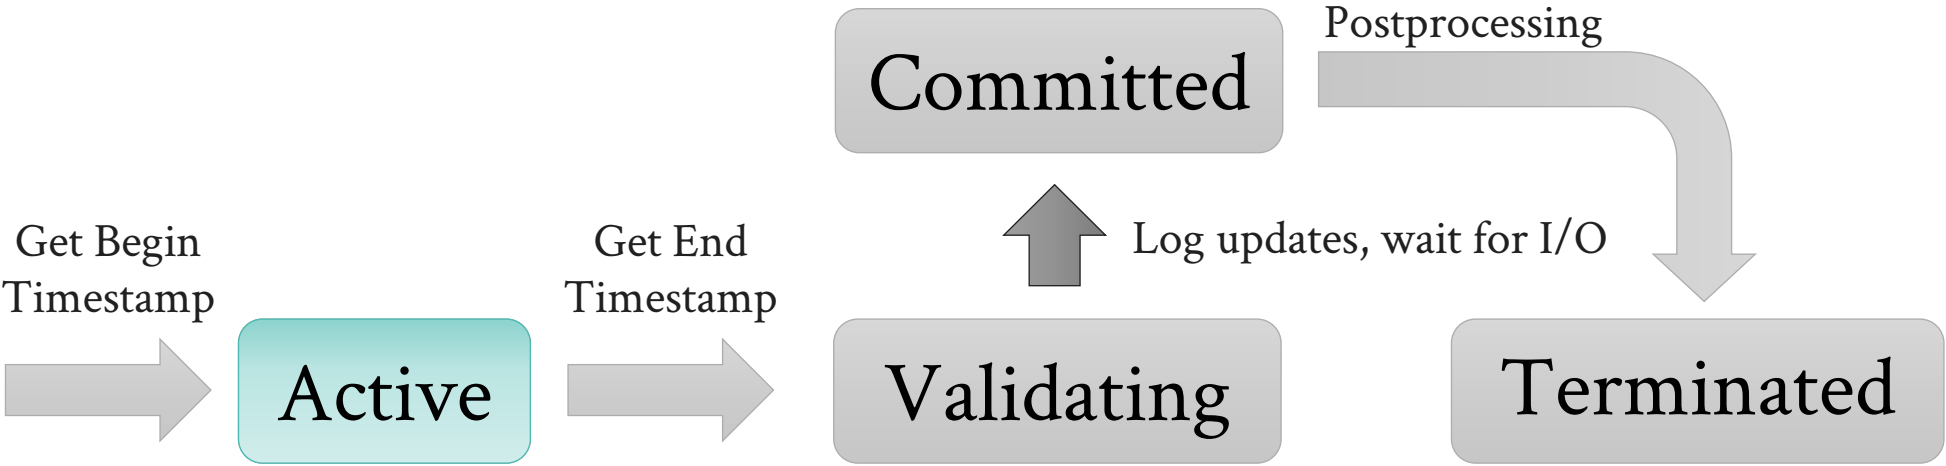 Postprocessing
Committed
Get Begin
Timestamp
Get End
Timestamp
Log updates, wait for I/O
Active
Validating
Terminated